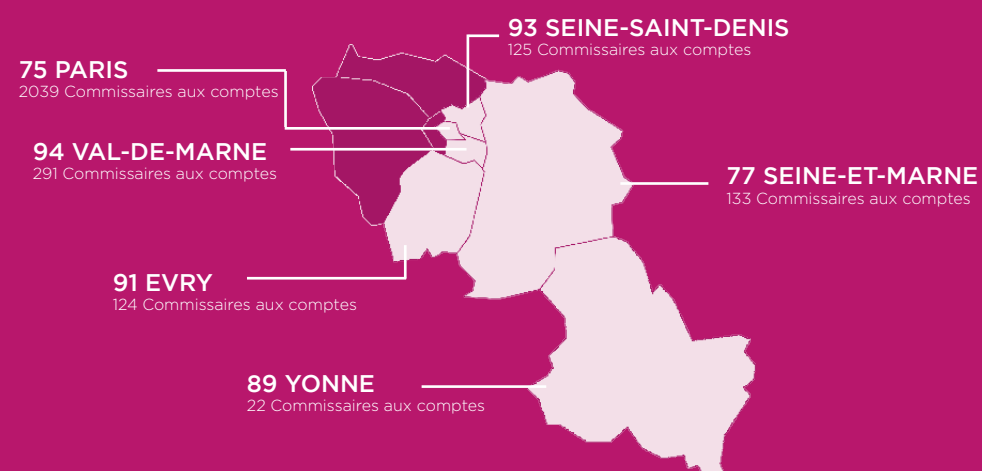 93 SEINE-SAINT-DENIS
125 Commissaires aux comptes
75 PARIS
2039 Commissaires aux comptes
94 VAL-DE-MARNE
291 Commissaires aux comptes
77 SEINE-ET-MARNE
133 Commissaires aux comptes
91 EVRY
124 Commissaires aux comptes
89 YONNE
22 Commissaires aux comptes